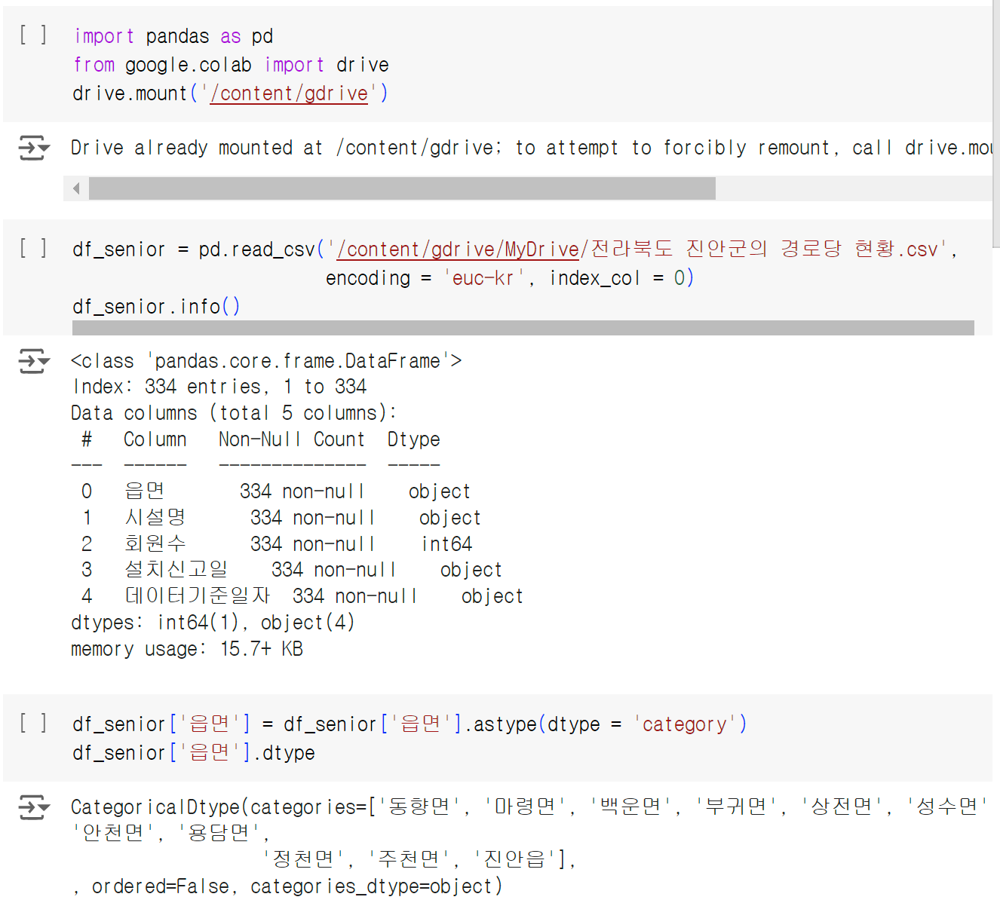 [ ] import pandas as pd
from google.colab import drive
drive.mount('/content/gdrive')
Drive already mounted at /content/gdrive; to attempt to forcibly remount, call drive.mou
[ ] df_senior = pd.read_csv('/content/gdrive/MyDrive/전라북도 진안군의 경로당 현황.csv',
encoding = 'euc-kr', index_col = 0)
df_senior.info()
<class 'pandas.core.frame.DataFrame'>
Index: 334 entries, 1 to 334
Data columns (total 5 columns):
# Column Non-Null Count Dtype
--- ------ -------------- -----
0 읍면 334 non-null object
1 시설명 334 non-null object
2 회원수 334 non-null int64
3 설치신고일 334 non-null object
4 데이터기준일자 334 non-null object
dtypes: int64(1), object(4)
memory usage: 15.7+ KB
[ ] df_senior['읍면'] = df_senior['읍면'].astype(dtype = 'category')
df_senior['읍면'].dtype
CategoricalDtype(categories=['동향면', '마령면', '백운면', '부귀면', '상전면', '성수면'
'안천면', '용담면',
'정천면', '주천면', '진안읍'],
, ordered=False, categories_dtype=object)